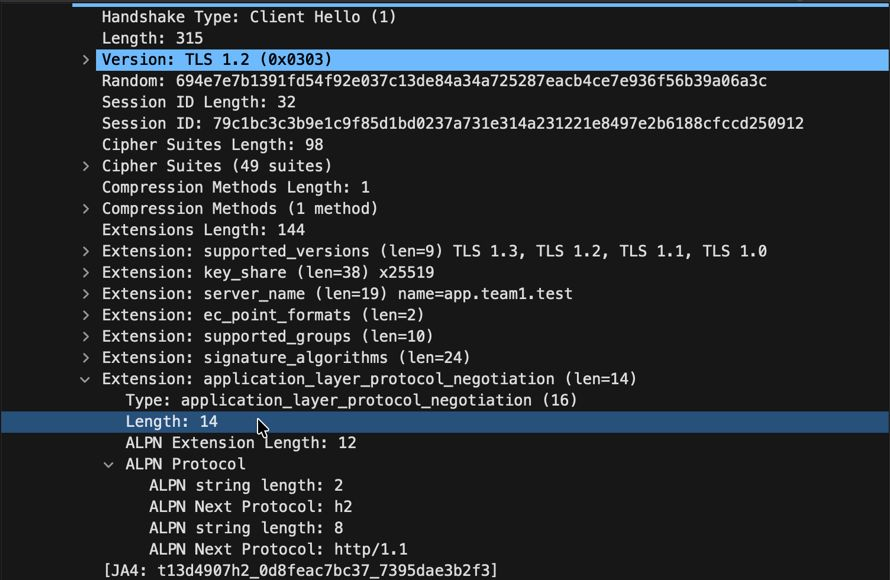 Handshake Type: Client Hello (1)
Length: 315
Version: TLS 1.2 (0x0303)
Random: 694e7e7b1391fd54f92e037c13de84a34a725287eacb4ce7e936f56b39a06a3c
Session ID Length: 32
Session ID: 79c1bc3c3b9e1c9f85d1bd0237a731e314a231221e8497e2b6188cfccd250912
Cipher Suites Length: 98
Cipher Suites (49 suites)
Compression Methods Length: 1
Compression Methods (1 method)
Extensions Length: 144
Extension: supported_versions (len=9) TLS 1.3, TLS 1.2, TLS 1.1, TLS 1.0
Extension: key_share (len=38) x25519
Extension: server_name (len=19) name=app.team1.test
Extension: ec_point_formats (len=2)
Extension: supported_groups (len=10)
Extension: signature_algorithms (len=24)
Extension: application_layer_protocol_negotiation (len=14)
Type: application_layer_protocol_negotiation (16)
Length: 14
ALPN Extension Length: 12
ALPN Protocol
ALPN string length: 2
ALPN Next Protocol: h2
ALPN string length: 8
ALPN Next Protocol: http/1.1
[JA4: t13d4907h2_0d8feac7bc37_7395dae3b2f3]